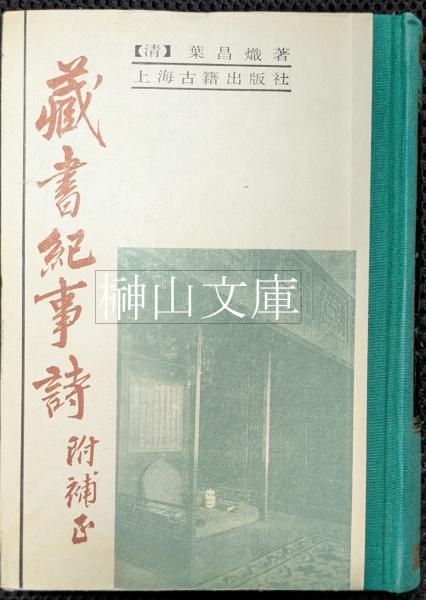 【清】 葉昌熾著
上海古籍出版社
藏書紀事詩
附補正
榊山文庫